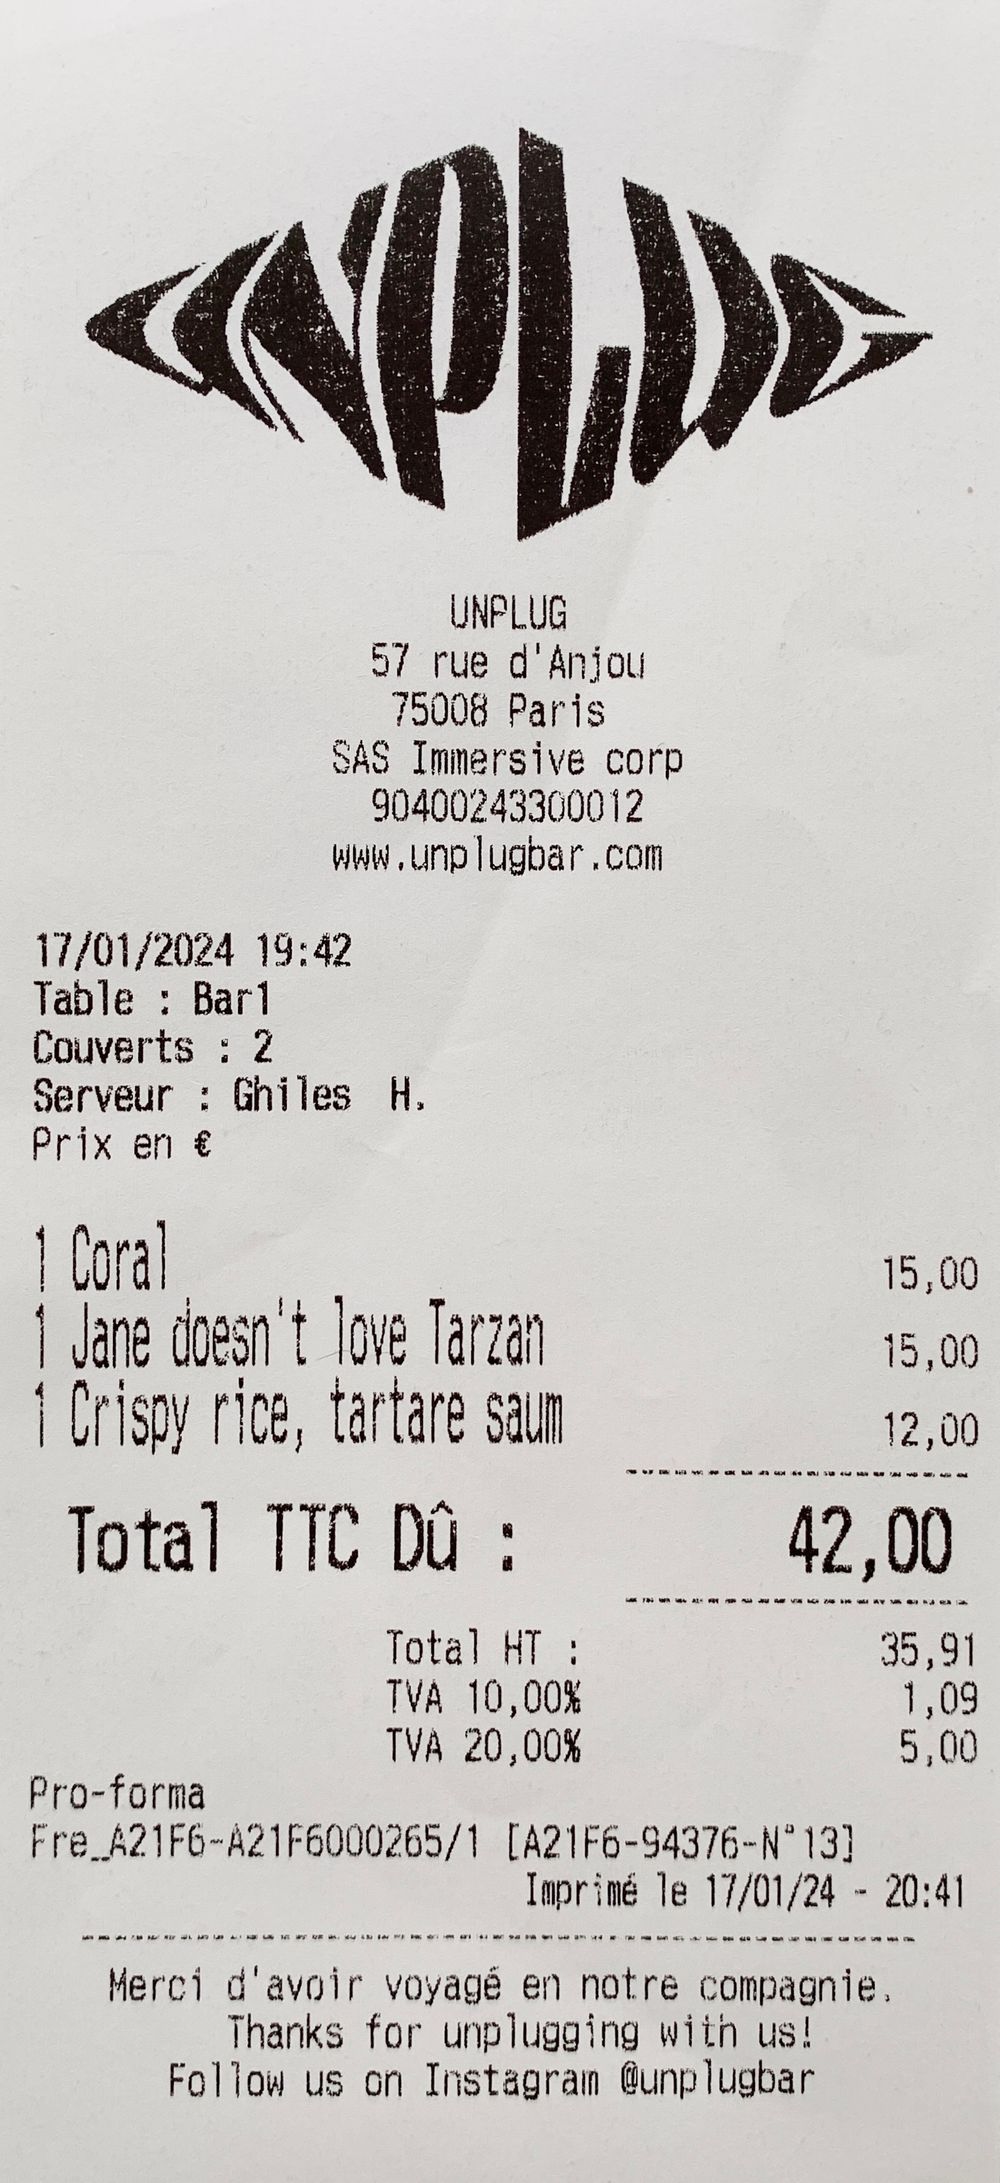 UNPLUG
UNPLUG
57 rue d'Anjou
75008 Paris
SAS Immersive corp
90400243300012
www.unplugbar.com
17/01/2024 19:42
Table : Bar1
Couverts : 2
Serveur : Ghiles H.
Prix en €
1 Coral 15,00
1 Jane doesn't love Tarzan 15,00
1 Crispy rice, tartare saum 12,00
Total TTC Dû : 42,00
Total HT : 35,91
TVA 10,00% 1,09
TVA 20,00% 5,00
Pro-forma
Fre_A21F6-A21F6000265/1 [A21F6-94376-N°13]
Imprimé le 17/01/24 - 20:41
Merci d'avoir voyagé en notre compagnie.
Thanks for unplugging with us!
Follow us on Instagram @unplugbar